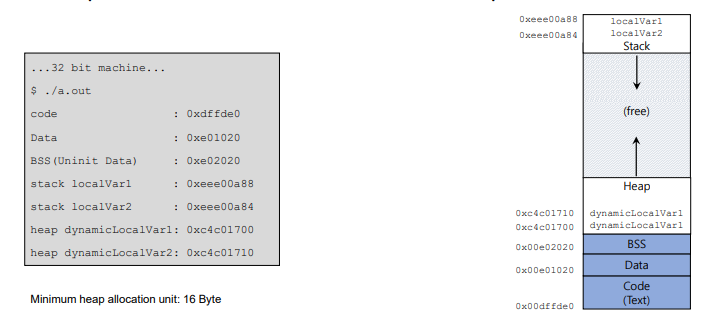 ...32 bit machine...
$ ./a.out
code : 0xdffde0
Data : 0xe01020
BSS(Uninit Data) : 0xe02020
stack localVar1 : 0xeee00a88
stack localVar2 : 0xeee00a84
heap dynamicLocalVar1: 0xc4c01700
heap dynamicLocalVar2: 0xc4c01710
Minimum heap allocation unit: 16 Byte
0xeee00a88 localVar1
0xeee00a84 localVar2
Stack
(free)
Heap
0xc4c01710 dynamicLocalVar1
0xc4c01700 dynamicLocalVar1
0x00e02020 BSS
0x00e01020 Data
Code
(Text)
0x00dffde0